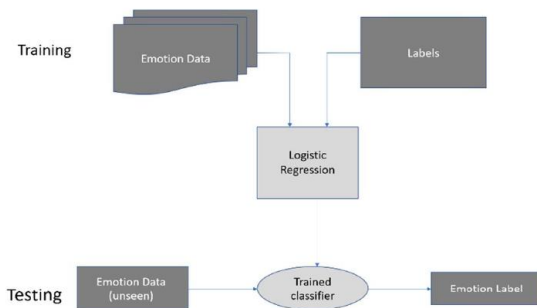 Training
Emotion Data
Labels
Logistic
Regression
Testing
Emotion Data
(unseen)
Trained
classifier
Emotion Label